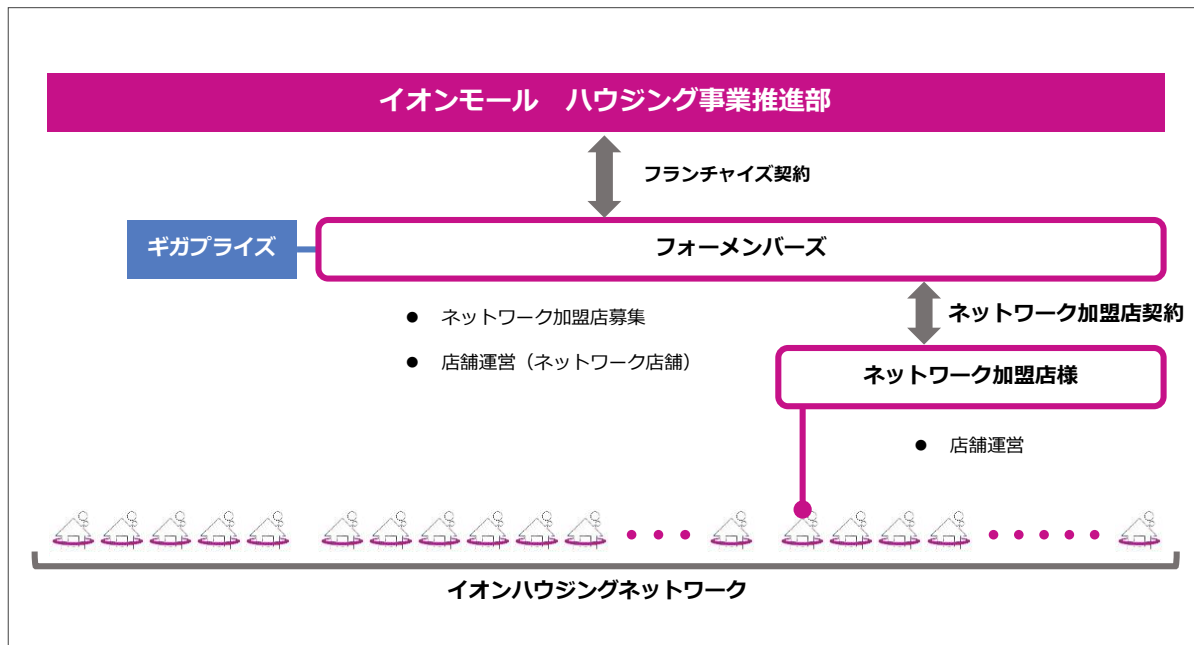 イオンモール　ハウジング事業推進部
フランチャイズ契約
ギガプライズ
フォーメンバーズ
● ネットワーク加盟店募集
● 店舗運営（ネットワーク店舗）
ネットワーク加盟店契約
ネットワーク加盟店様
● 店舗運営
イオンハウジングネットワーク